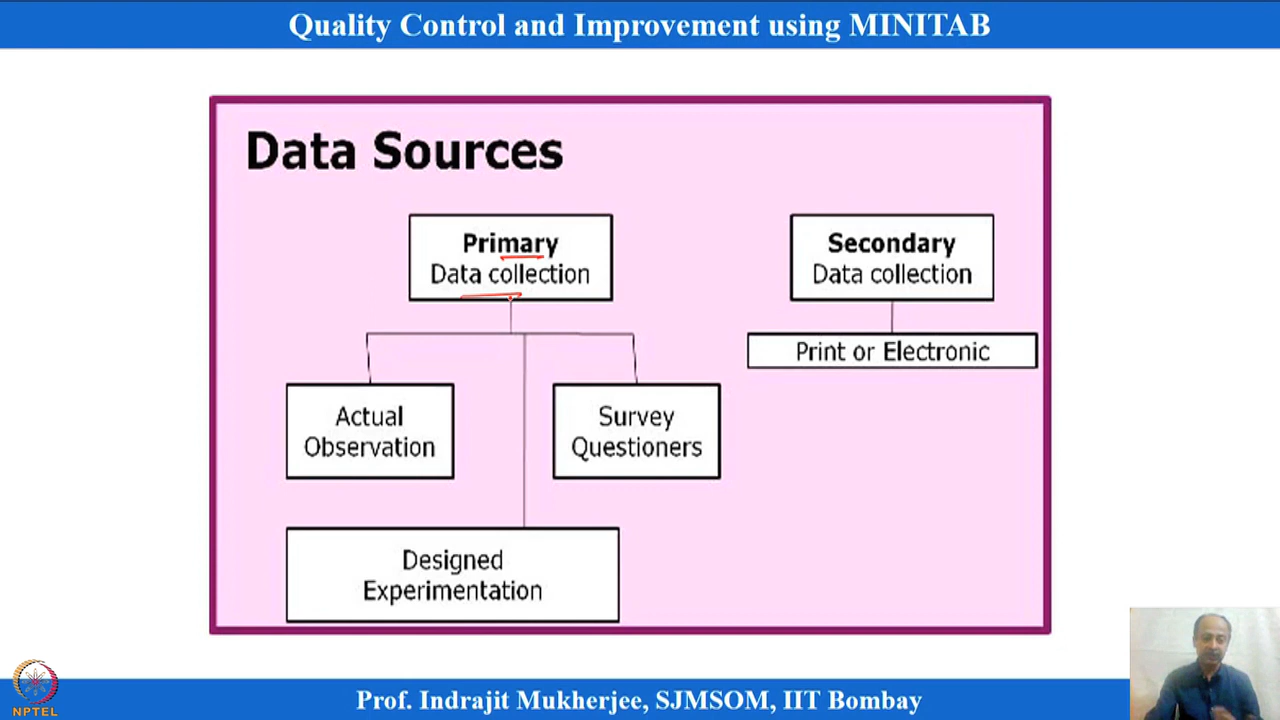 Quality Control and Improvement using MINITAB
Data Sources
Primary
Data collection
Secondary
Data collection
Print or Electronic
Actual
Observation
Survey
Questioners
Designed
Experimentation
NPTEL
Prof. Indrajit Mukherjee, SJMSOM, IIT Bombay